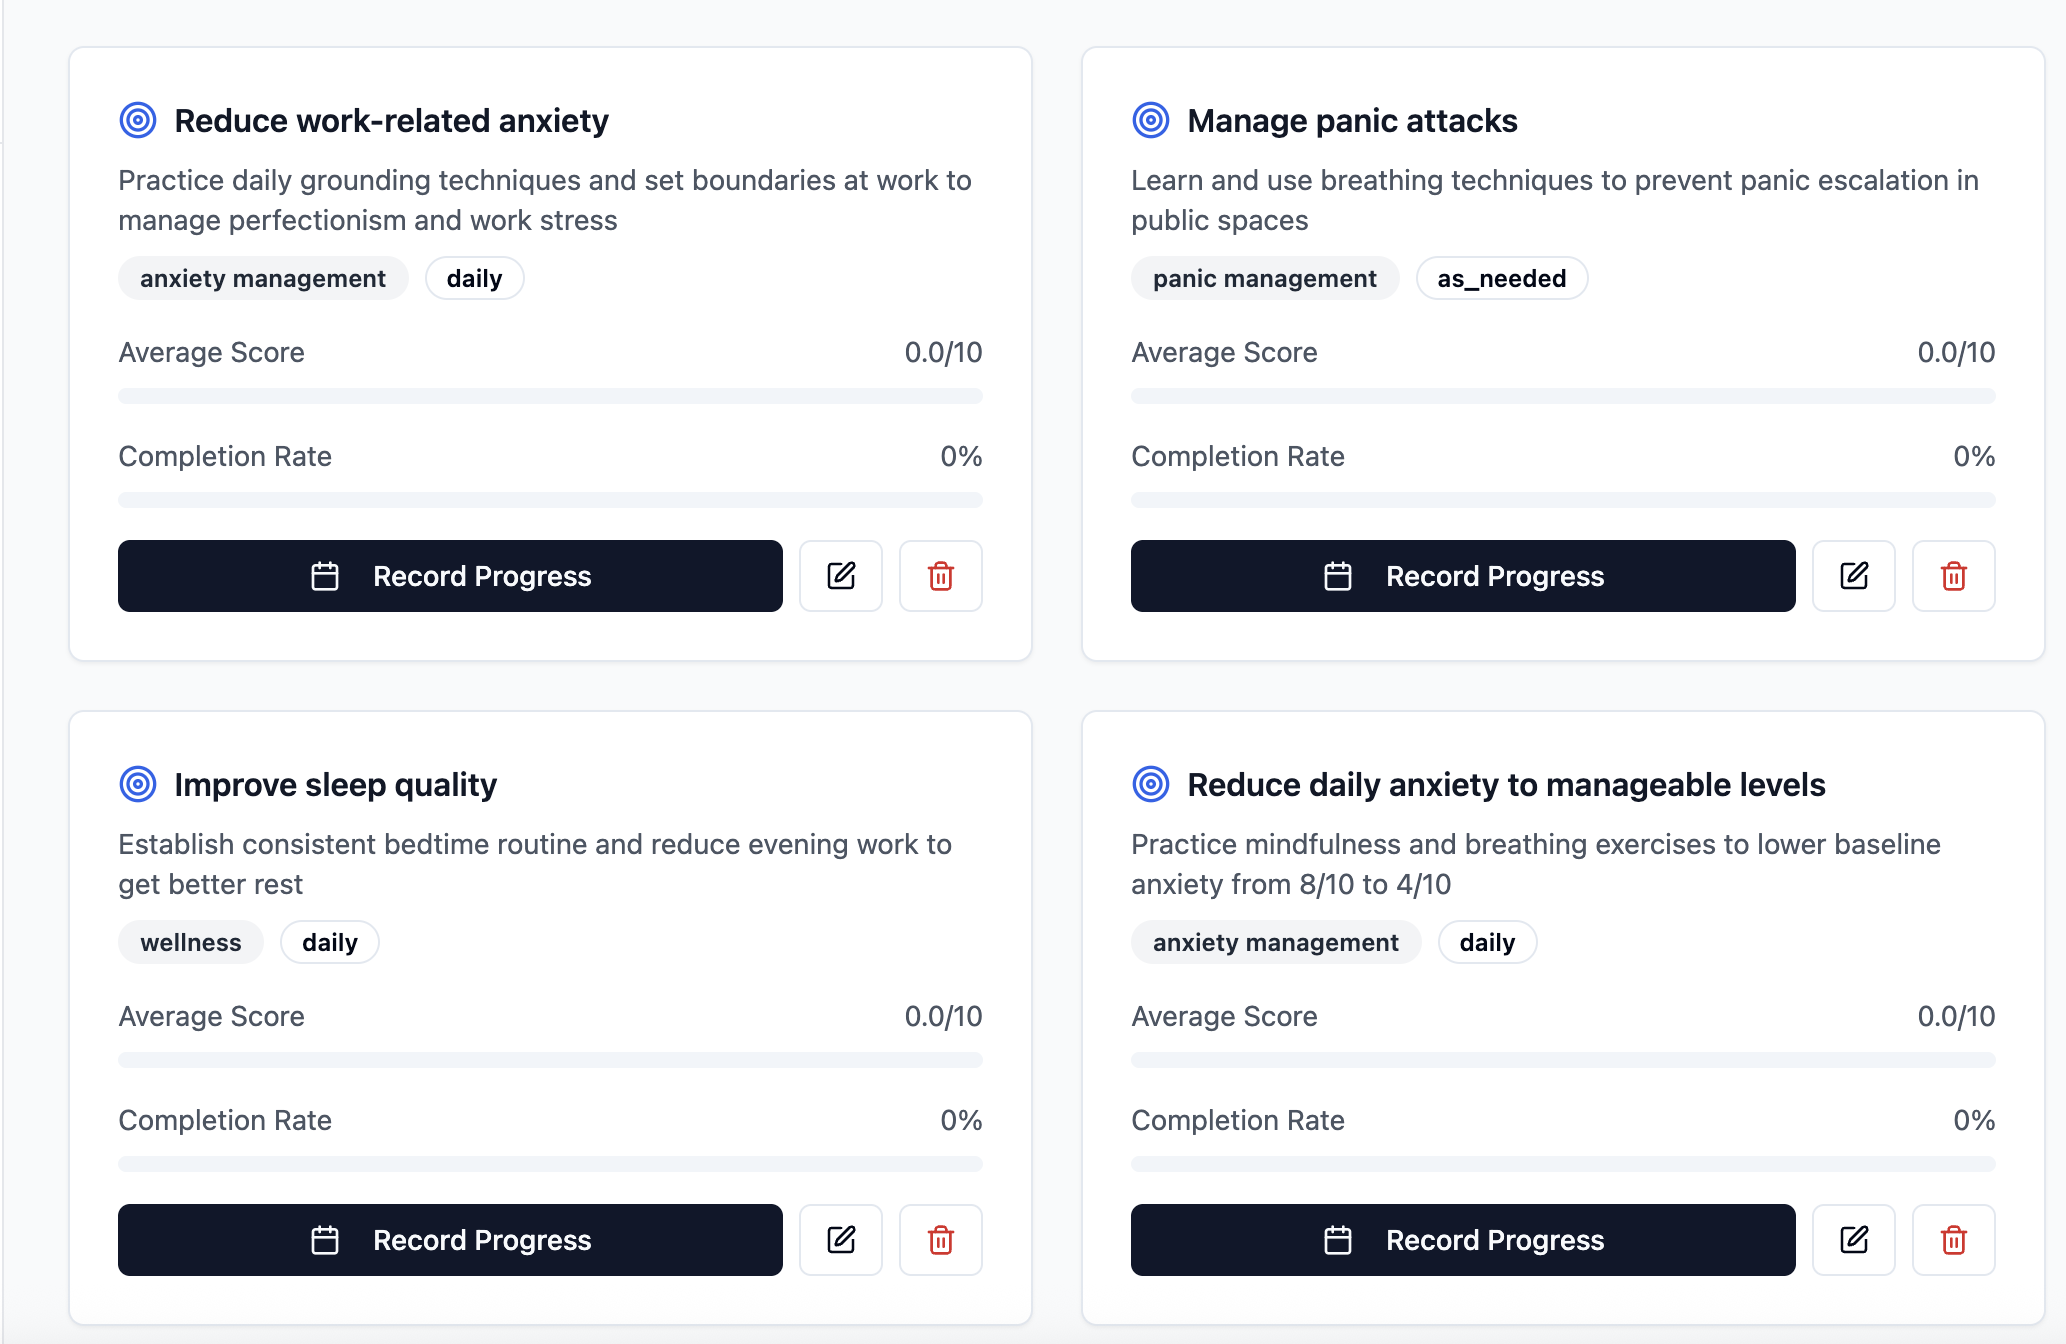 Reduce work-related anxiety
Practice daily grounding techniques and set boundaries at work to
manage perfectionism and work stress
anxiety management daily
Average Score 0.0/10
Completion Rate 0%
Record Progress
Manage panic attacks
Learn and use breathing techniques to prevent panic escalation in
public spaces
panic management as_needed
Average Score 0.0/10
Completion Rate 0%
Record Progress
Improve sleep quality
Establish consistent bedtime routine and reduce evening work to
get better rest
wellness daily
Average Score 0.0/10
Completion Rate 0%
Record Progress
Reduce daily anxiety to manageable levels
Practice mindfulness and breathing exercises to lower baseline
anxiety from 8/10 to 4/10
anxiety management daily
Average Score 0.0/10
Completion Rate 0%
Record Progress